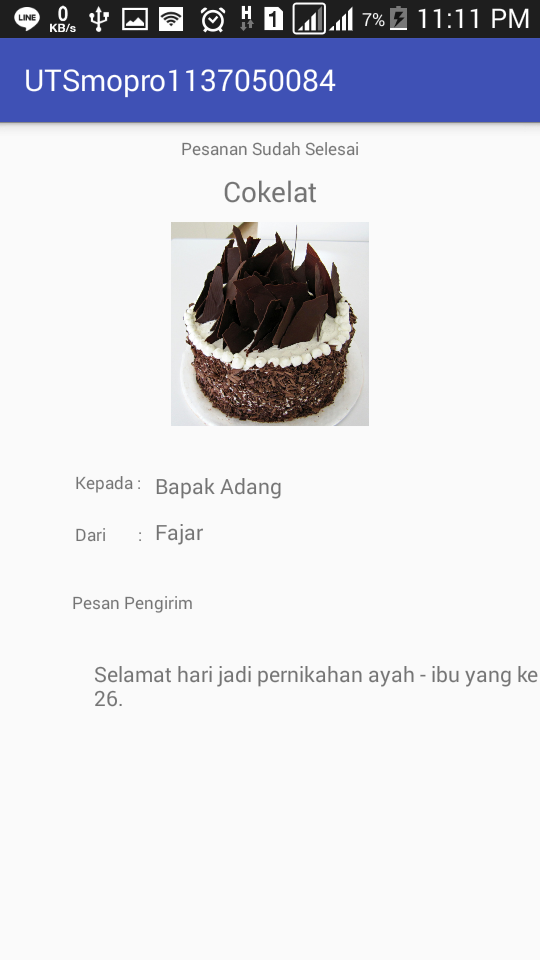 LINE 0 KB/s H 1 7% 11:11 PM
UTSmopro1137050084
Pesanan Sudah Selesai
Cokelat
Kepada : Bapak Adang
Dari : Fajar
Pesan Pengirim
Selamat hari jadi pernikahan ayah - ibu yang ke
26.